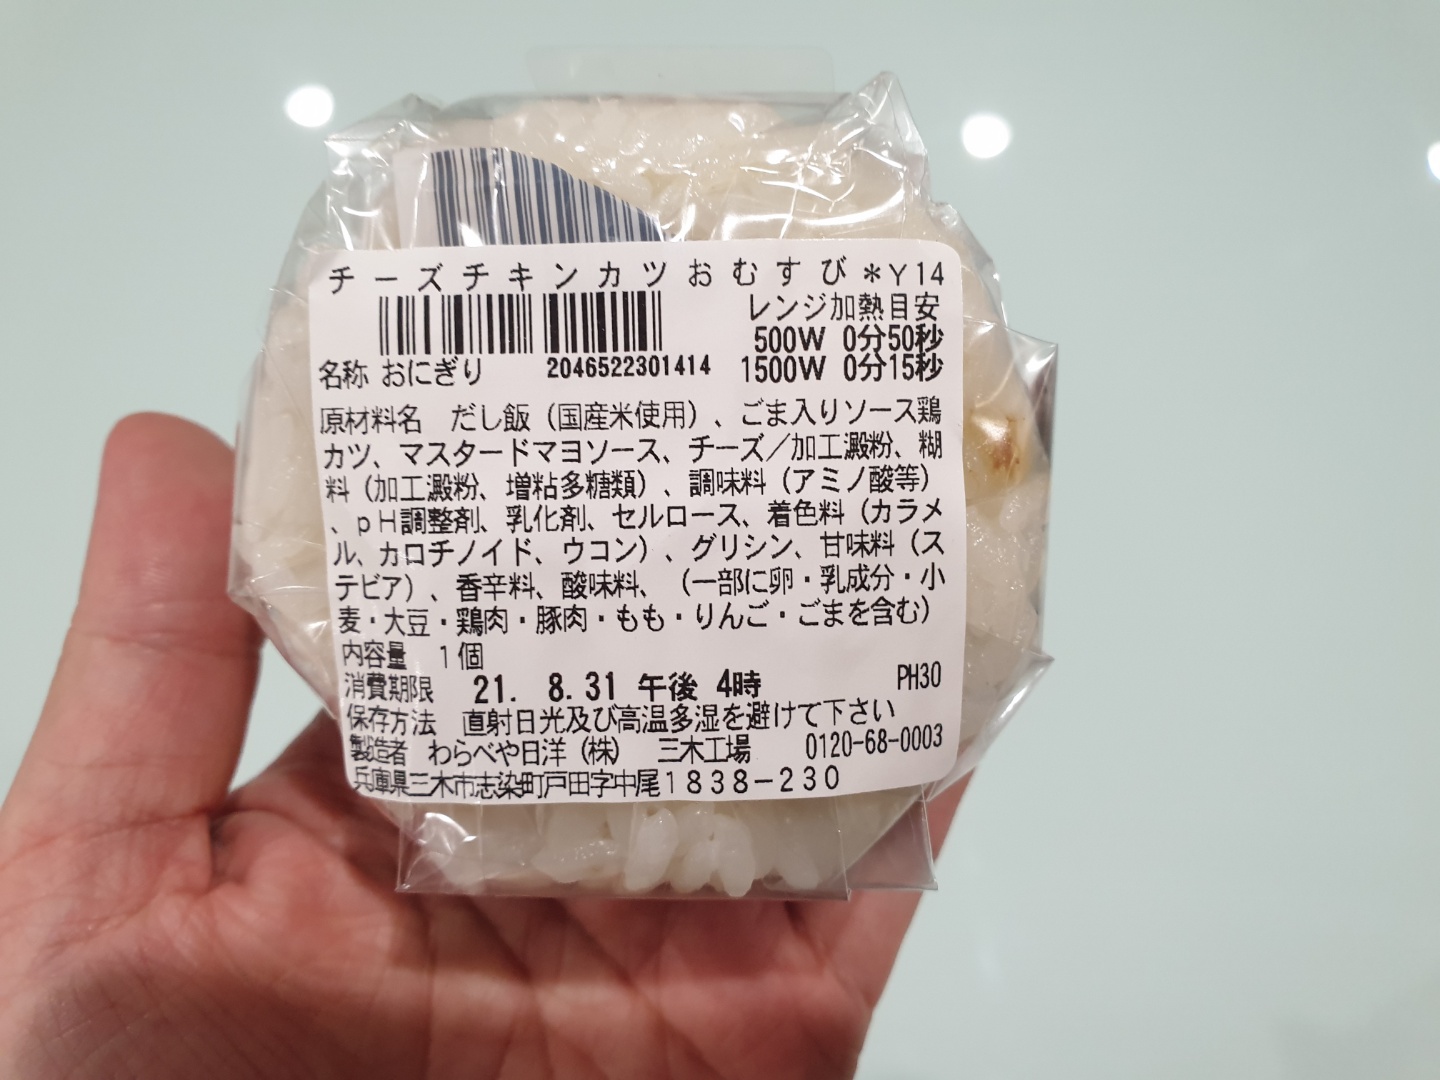 チーズチキンカツおむすび＊Y14
レンジ加熱目安
500W 0分50秒
1500W 0分15秒
名称 おにぎり 2046522301414
原材料名 だし飯（国産米使用）、ごま入りソース鶏
カツ、マスタードマヨソース、チーズ／加工澱粉、糊
料（加工澱粉、増粘多糖類）、調味料（アミノ酸等）
、ｐＨ調整剤、乳化剤、セルロース、着色料（カラメ
ル、カロチノイド、ウコン）、グリシン、甘味料（ス
テビア）、香辛料、酸味料、（一部に卵・乳成分・小
麦・大豆・鶏肉・豚肉・もも・りんご・ごまを含む）
内容量 1個
消費期限 21. 8.31 午後 4時 PH30
保存方法 直射日光及び高温多湿を避けて下さい
製造者 わらべや日洋（株） 三木工場 0120-68-0003
兵庫県三木市志染町戸田字中尾1838－230